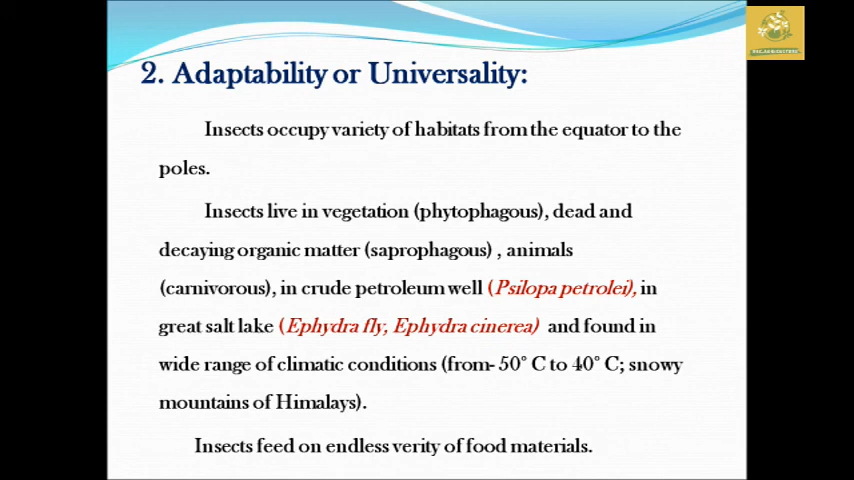 2. Adaptability or Universality:
Insects occupy variety of habitats from the equator to the
poles.
Insects live in vegetation (phytophagous), dead and
decaying organic matter (saprophagous) , animals
(carnivorous), in crude petroleum well (Psilopa petrolei), in
great salt lake (Ephydra fly, Ephydra cinerea) and found in
wide range of climatic conditions (from- 50° C to 40° C; snowy
mountains of Himalays).
Insects feed on endless verity of food materials.